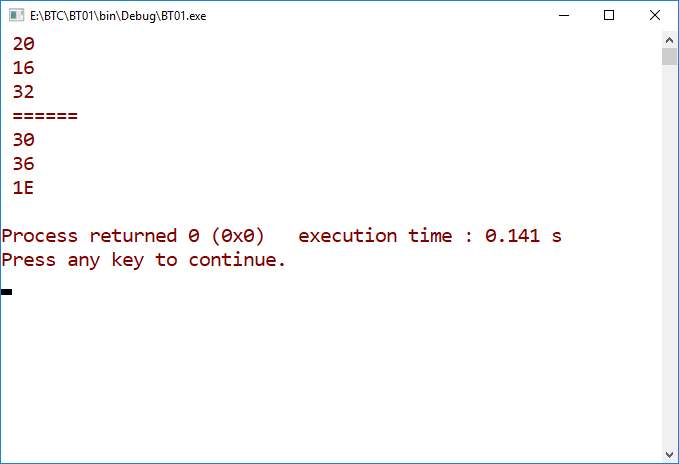 E:\BTC\BT01\bin\Debug\BT01.exe
20
16
32
======
30
36
1E
Process returned 0 (0x0)   execution time : 0.141 s
Press any key to continue.